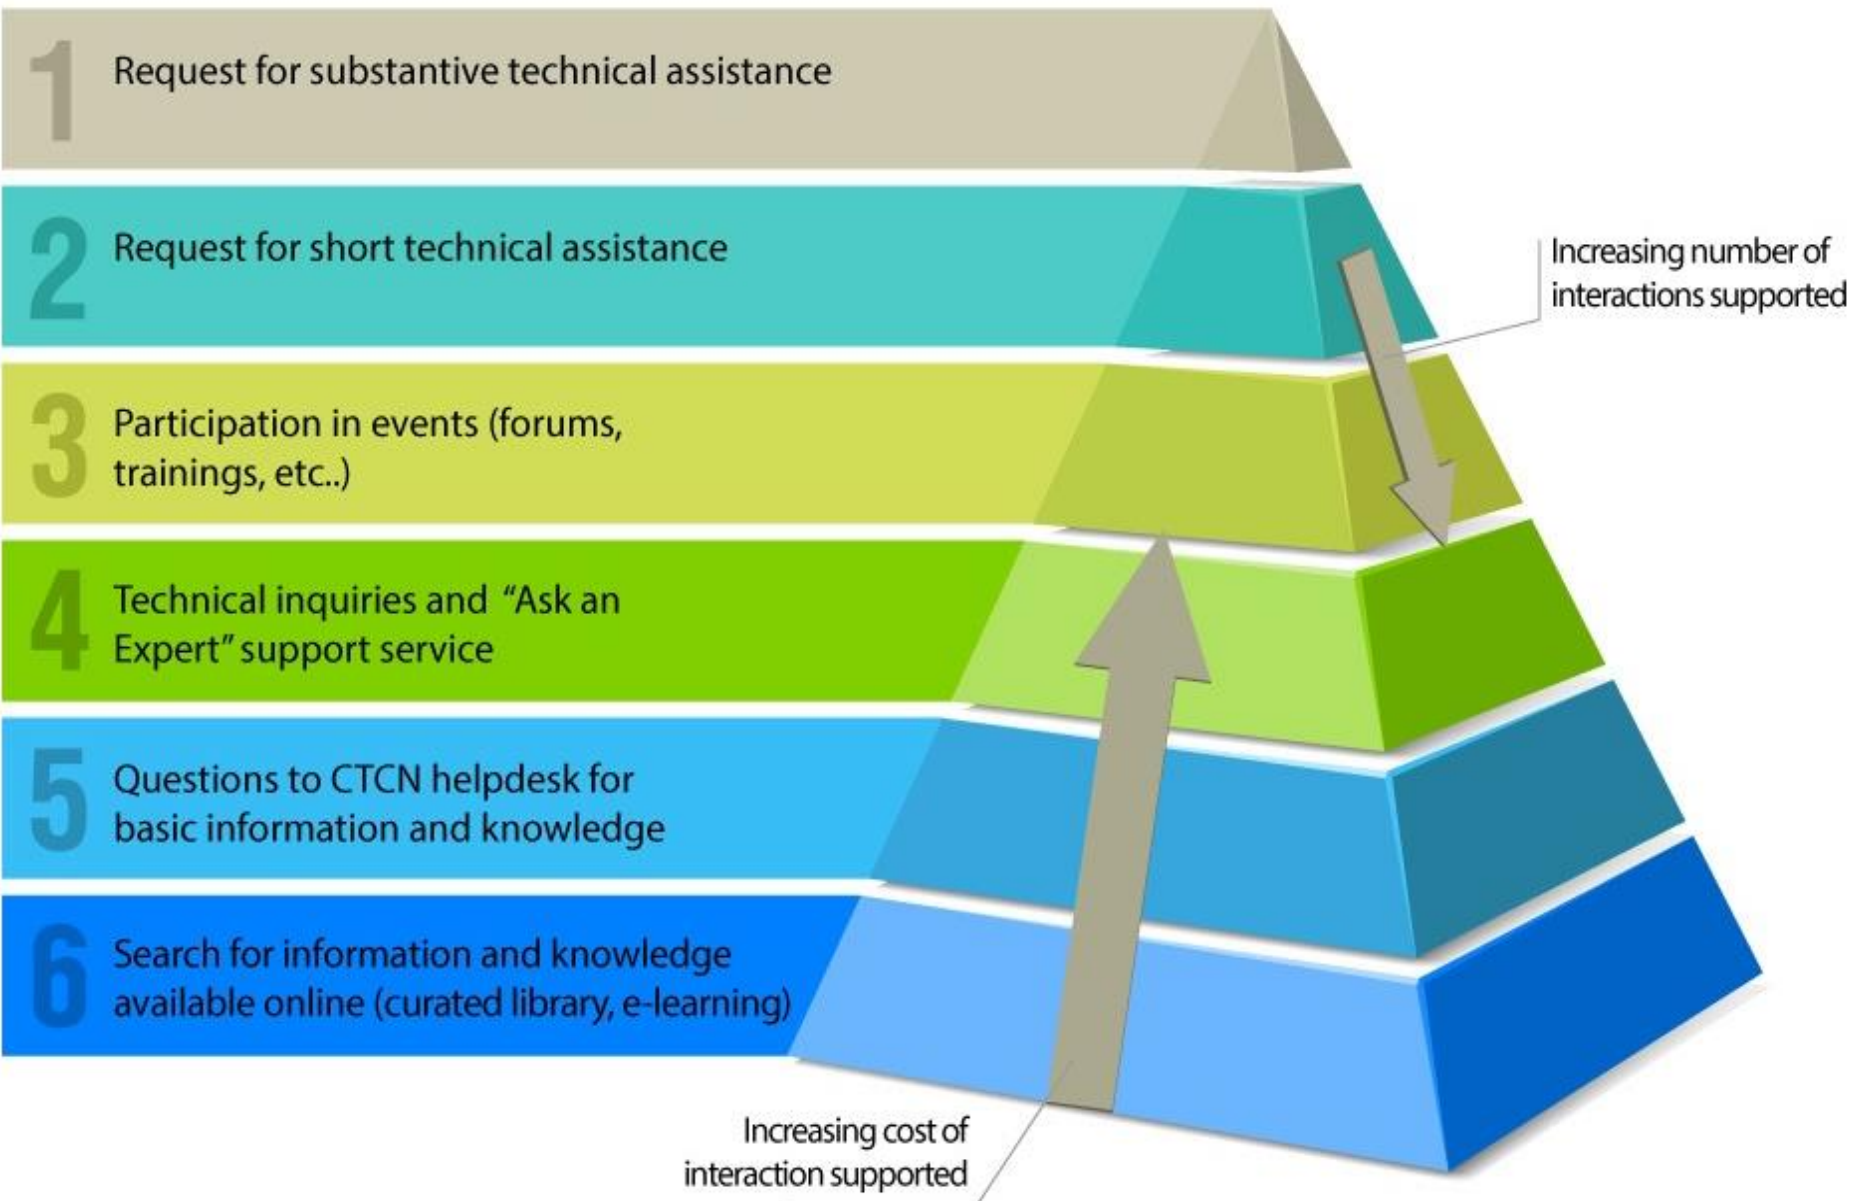 1
Request for substantive technical assistance
2
Request for short technical assistance
Increasing number of
interactions supported
3
Participation in events (forums,
trainings, etc..)
4
Technical inquiries and “Ask an
Expert” support service
5
Questions to CTCN helpdesk for
basic information and knowledge
6
Search for information and knowledge
available online (curated library, e-learning)
Increasing cost of
interaction supported